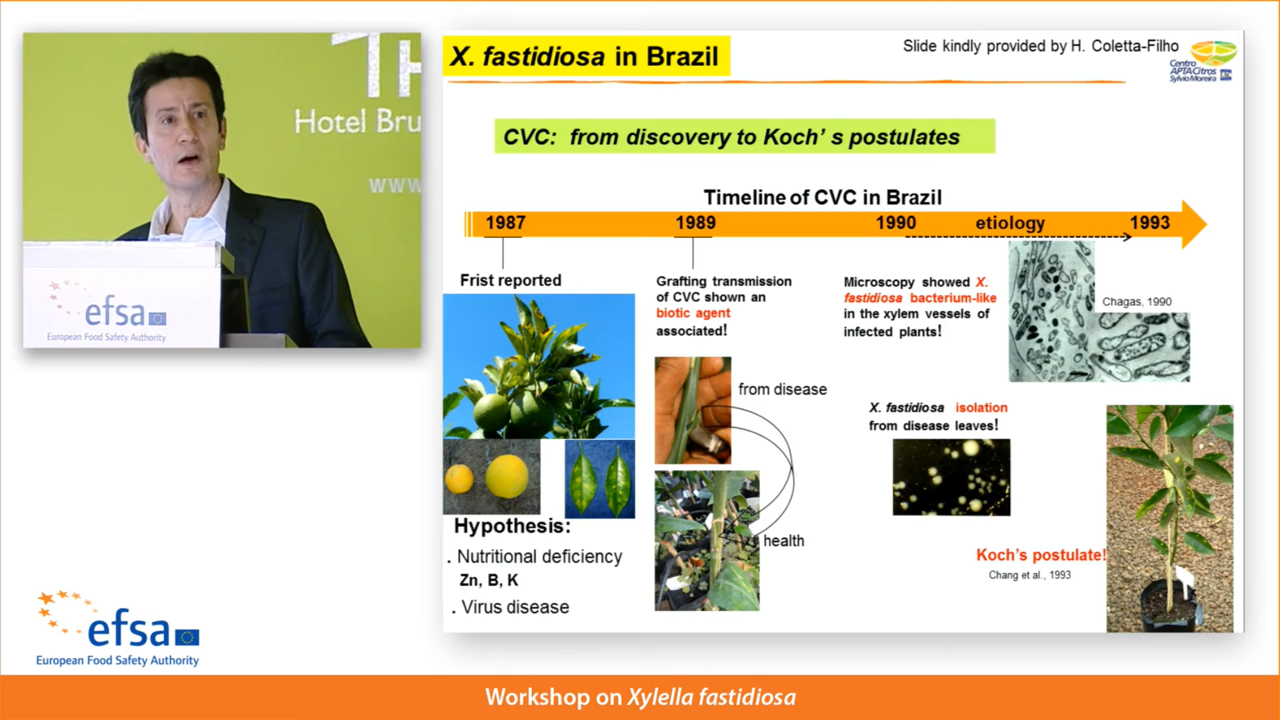 TH
Hotel Bru
www
efsa
European Food Safety Authority
X. fastidiosa in Brazil
Slide kindly provided by H. Coletta-Filho
Centro
APTACitros
Sylvio Moreira
CVC: from discovery to Koch’ s postulates
Timeline of CVC in Brazil
1987
1989
1990
etiology
1993
Frist reported
Grafting transmission
of CVC shown an
biotic agent
associated!
Microscopy showed X.
fastidiosa bacterium-like
in the xylem vessels of
infected plants!
Chagas, 1990
from disease
health
X. fastidiosa isolation
from disease leaves!
Hypothesis:
. Nutritional deficiency
Zn, B, K
. Virus disease
Koch’s postulate!
Chang et al., 1993
efsa
European Food Safety Authority
Workshop on Xylella fastidiosa